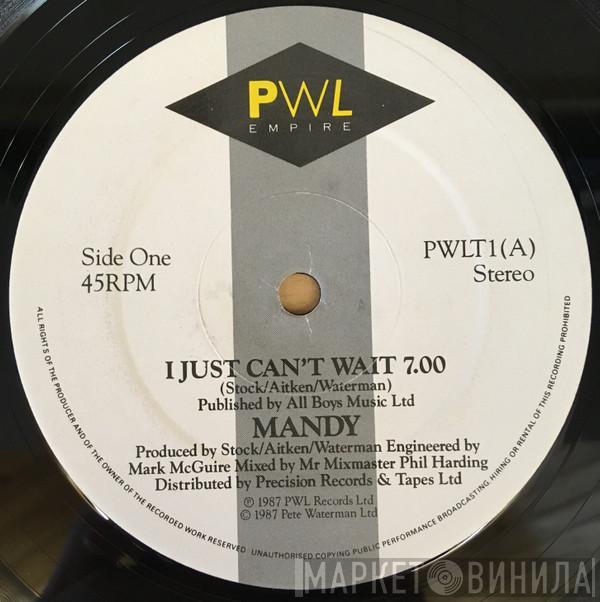 PWL
EMPIRE
Side One
45RPM
PWLT1(A)
Stereo
I JUST CAN'T WAIT 7.00
(Stock/Aitken/Waterman)
Published by All Boys Music Ltd
MANDY
Produced by Stock/Aitken/Waterman Engineered by
Mark McGuire Mixed by Mr Mixmaster Phil Harding
Distributed by Precision Records & Tapes Ltd
℗ 1987 PWL Records Ltd
© 1987 Pete Waterman Ltd
ALL RIGHTS OF THE PRODUCER AND OF THE OWNER OF THE RECORDED WORK RESERVED UNAUTHORISED COPYING PUBLIC PERFORMANCE BROADCASTING, HIRING OR RENTAL OF THIS RECORDING PROHIBITED
МАРКЕТ ВИНИЛА